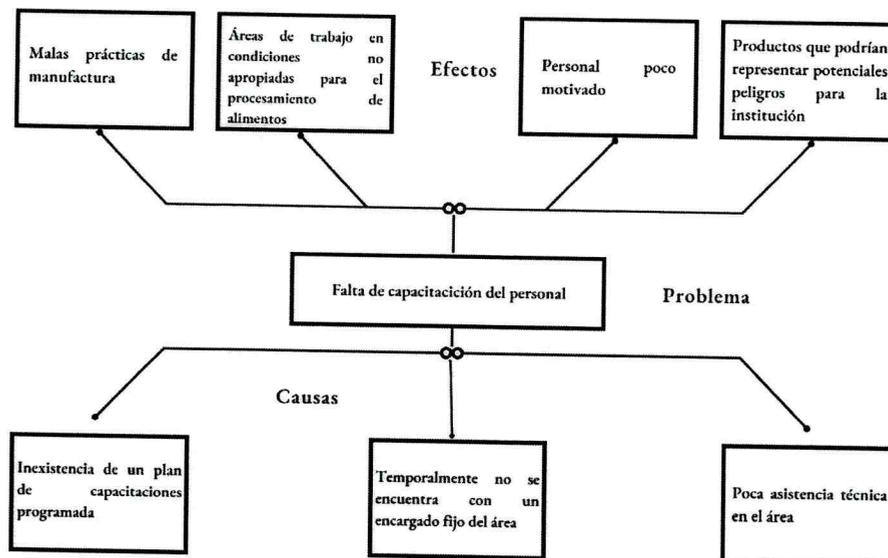 Malas prácticas de
manufactura
Áreas de trabajo en
condiciones no
apropiadas para el
procesamiento de
alimentos
Efectos
Personal poco
motivado
Productos que podrían
representar potenciales
peligros para la
institución
Falta de capacitacición del personal
Problema
Causas
Inexistencia de un plan
de capacitaciones
programada
Temporalmente no se
encuentra con un
encargado fijo del área
Poca asistencia técnica
en el área